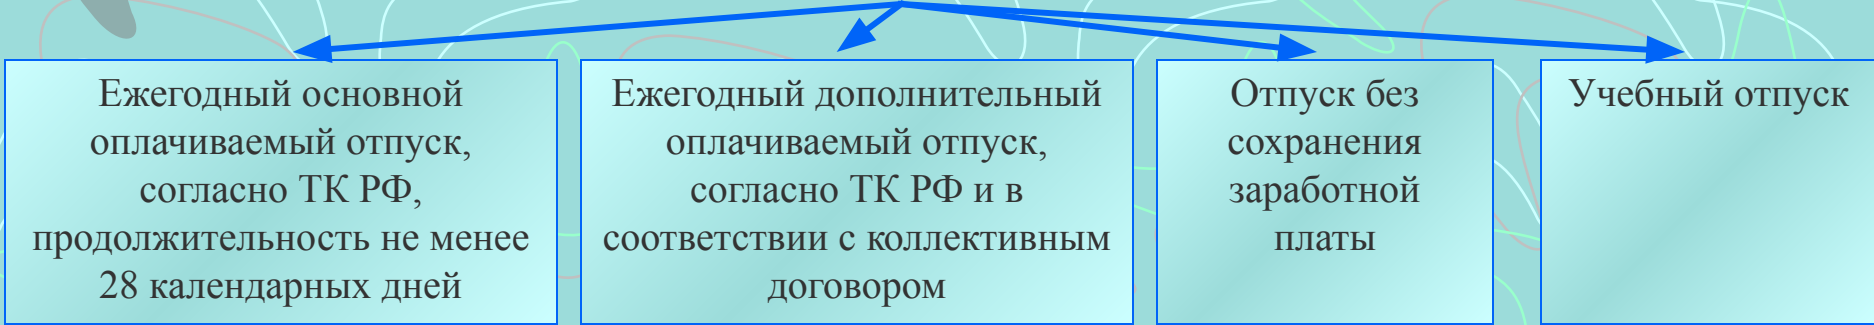 Ежегодный основной
оплачиваемый отпуск,
согласно ТК РФ,
продолжительность не менее
28 календарных дней
Ежегодный дополнительный
оплачиваемый отпуск,
согласно ТК РФ и в
соответствии с коллективным
договором
Отпуск без
сохранения
заработной
платы
Учебный отпуск